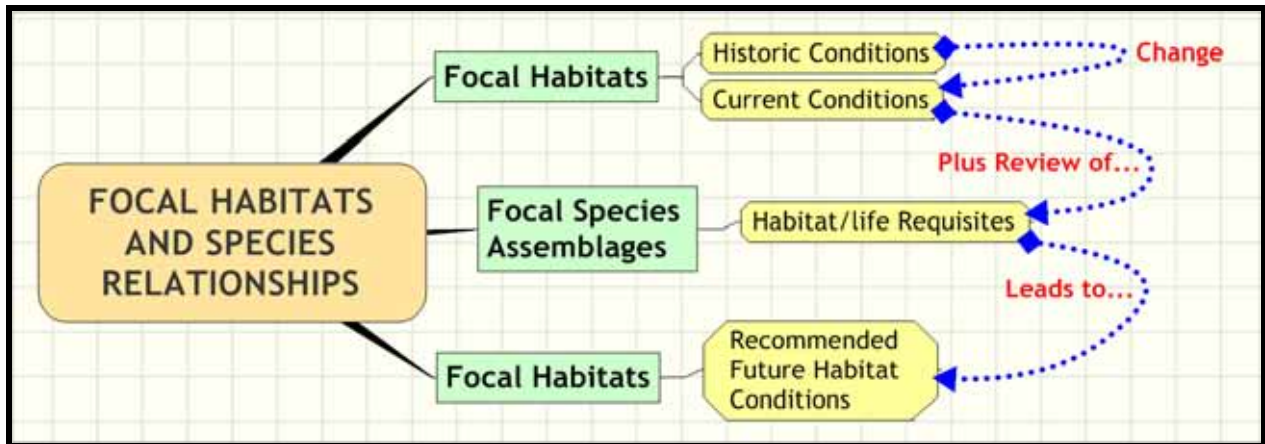 FOCAL HABITATS
AND SPECIES
RELATIONSHIPS
Focal Habitats
Historic Conditions
Current Conditions
Change
Plus Review of...
Focal Species
Assemblages
Habitat/life Requisites
Leads to...
Focal Habitats
Recommended
Future Habitat
Conditions